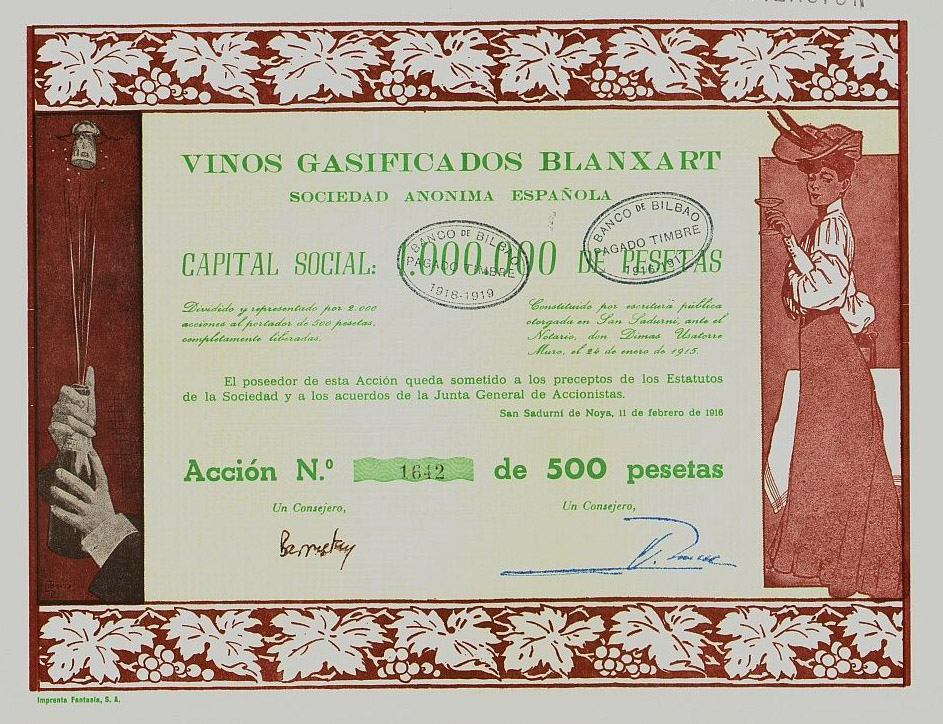 VINOS GASIFICADOS BLANXART
SOCIEDAD ANONIMA ESPAÑOLA
BANCO DE BILBAO
PAGADO TIMBRE
1918-1919
BANCO DE BILBAO
PAGADO TIMBRE
CAPITAL SOCIAL: 1.000.000 DE PESETAS
Dividido y representado por 2.000
acciones al portador de 500 pesetas,
completamente liberadas.
Constituído por escritura pública
otorgada en San Sadurní, ante el
Notario, don Dimas Usatorre
Muro, el 24 de enero de 1915.
El poseedor de esta Acción queda sometido a los preceptos de los Estatutos
de la Sociedad y a los acuerdos de la Junta General de Accionistas.
San Sadurní de Noya, 11 de febrero de 1916
Acción N.º 1642 de 500 pesetas
Un Consejero,
Un Consejero,
Imprenta Fantasía, S. A.